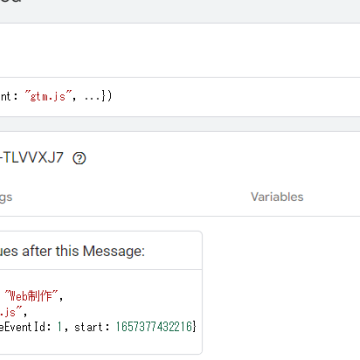 nt: "gtm.js", ...})
-TLVVXJ7
gs Variables
ues after this Message:
"Web制作",
.js",
eEventId: 1, start: 1657377432216}